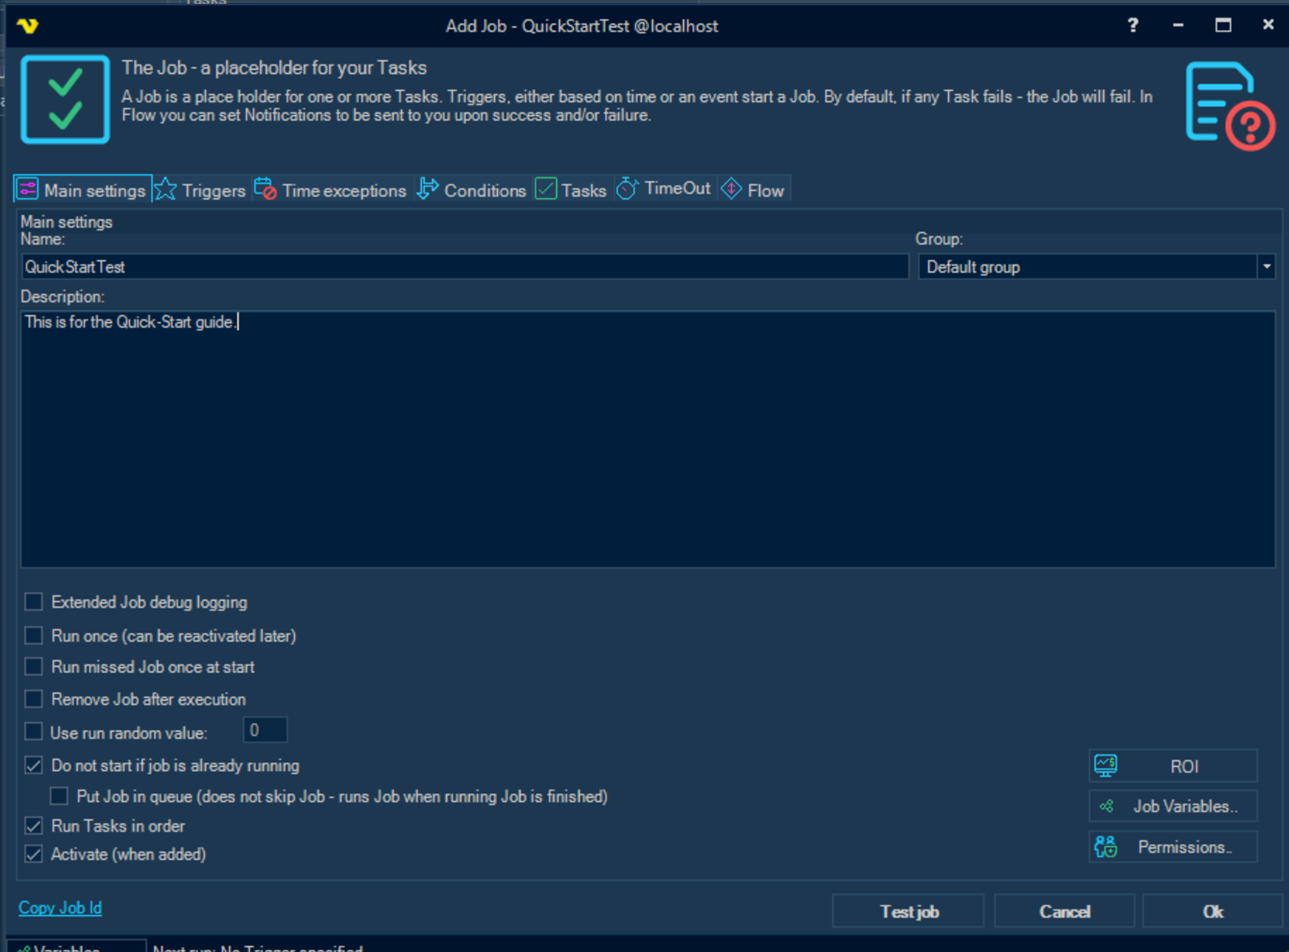 Tasks
Add Job - QuickStartTest @localhost
?
The Job - a placeholder for your Tasks
A Job is a place holder for one or more Tasks. Triggers, either based on time or an event start a Job. By default, if any Task fails - the Job will fail. In
Flow you can set Notifications to be sent to you upon success and/or failure.
Main settings Triggers Time exceptions Conditions Tasks TimeOut Flow
Main settings
Name: Group:
QuickStartTest Default group
Description:
This is for the Quick-Start guide.
Extended Job debug logging
Run once (can be reactivated later)
Run missed Job once at start
Remove Job after execution
Use run random value: 0
Do not start if job is already running
ROI
Put Job in queue (does not skip Job - runs Job when running Job is finished)
Job Variables..
Run Tasks in order
Activate (when added)
Permissions..
Copy Job Id
Test job Cancel Ok
Variables Next run: No Trigger specified